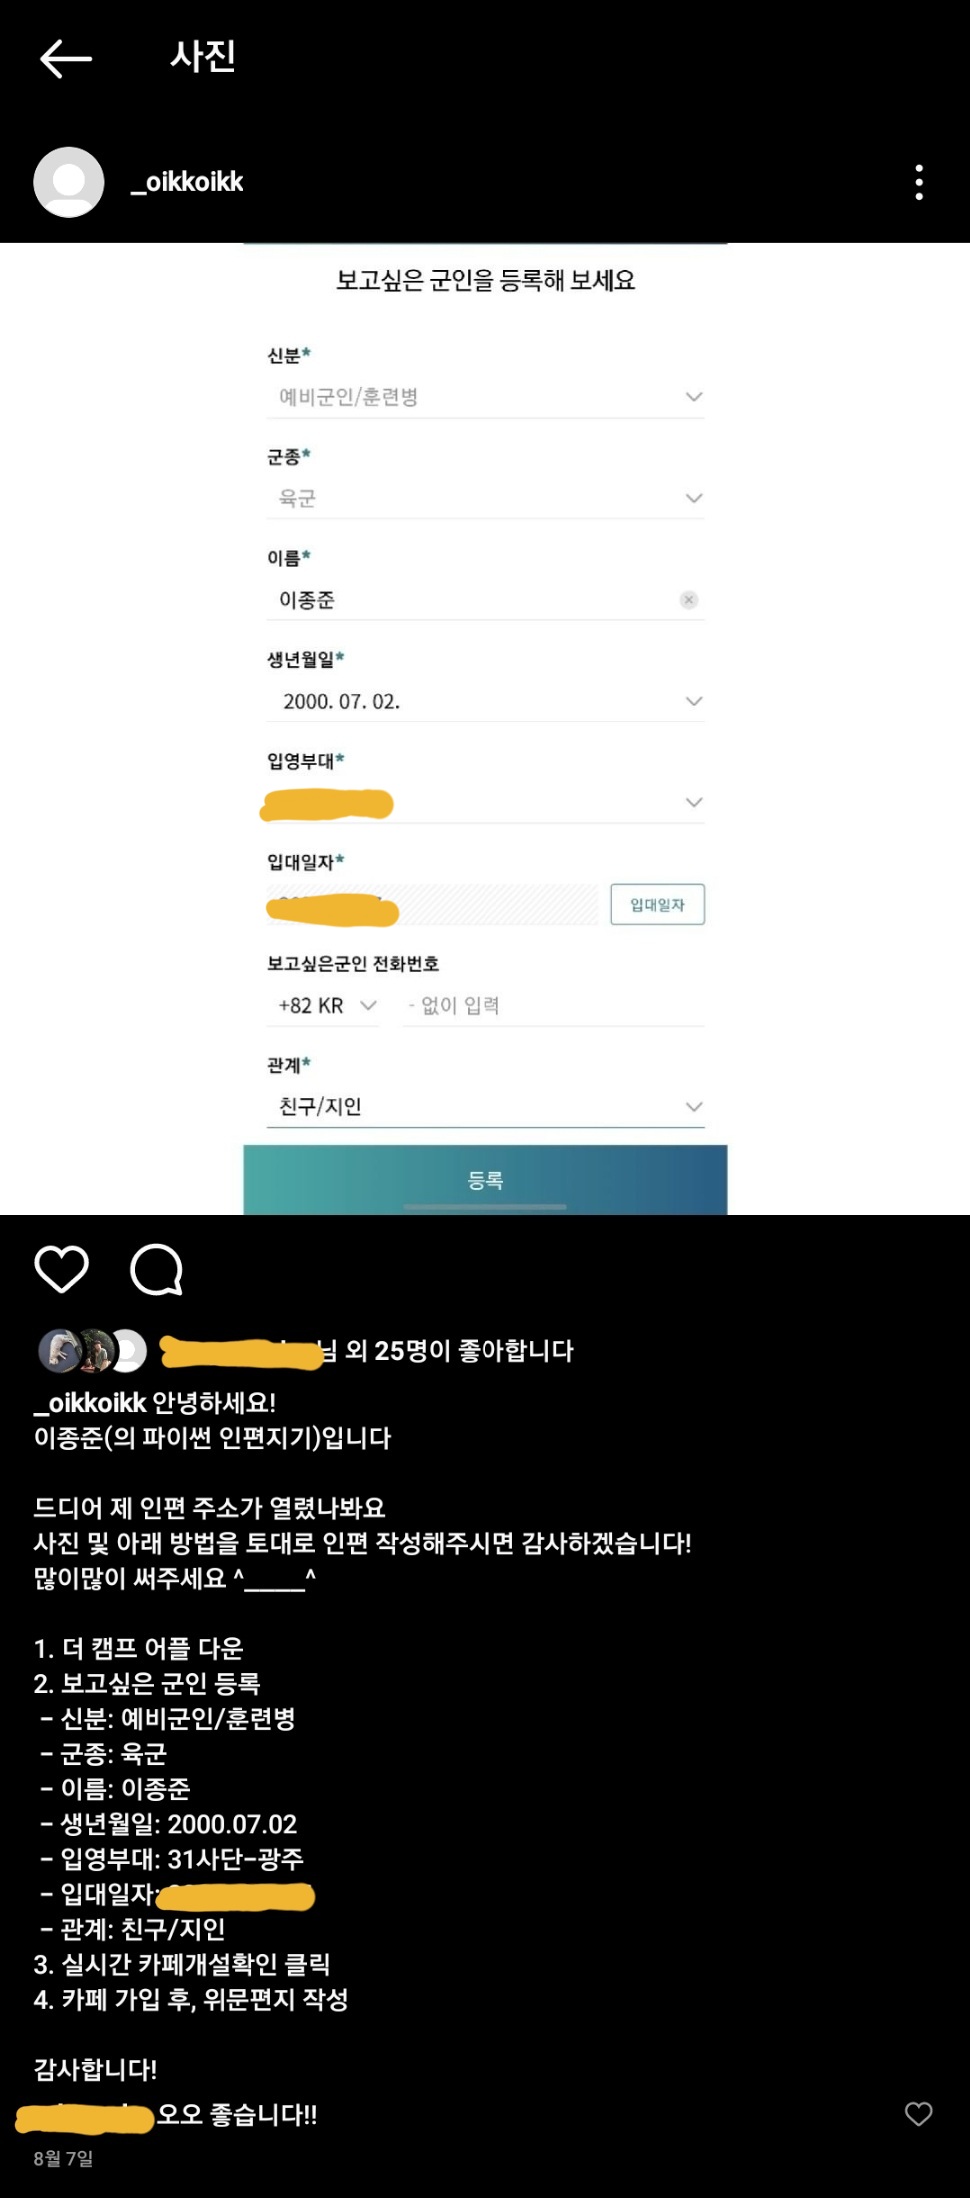 사진
_oikkoikk
보고싶은 군인을 등록해 보세요
신분*
예비군인/훈련병
군종*
육군
이름*
이종준
생년월일*
2000. 07. 02.
입영부대*
입대일자*
입대일자
보고싶은군인 전화번호
+82 KR - 없이 입력
관계*
친구/지인
등록
님 외 25명이 좋아합니다
_oikkoikk 안녕하세요!
이종준(의 파이썬 인편지기)입니다
드디어 제 인편 주소가 열렸나봐요
사진 및 아래 방법을 토대로 인편 작성해주시면 감사하겠습니다!
많이많이 써주세요 ^____^
1. 더 캠프 어플 다운
2. 보고싶은 군인 등록
- 신분: 예비군인/훈련병
- 군종: 육군
- 이름: 이종준
- 생년월일: 2000.07.02
- 입영부대: 31사단-광주
- 입대일자:
- 관계: 친구/지인
3. 실시간 카페개설확인 클릭
4. 카페 가입 후, 위문편지 작성
감사합니다!
오오 좋습니다!!
8월 7일